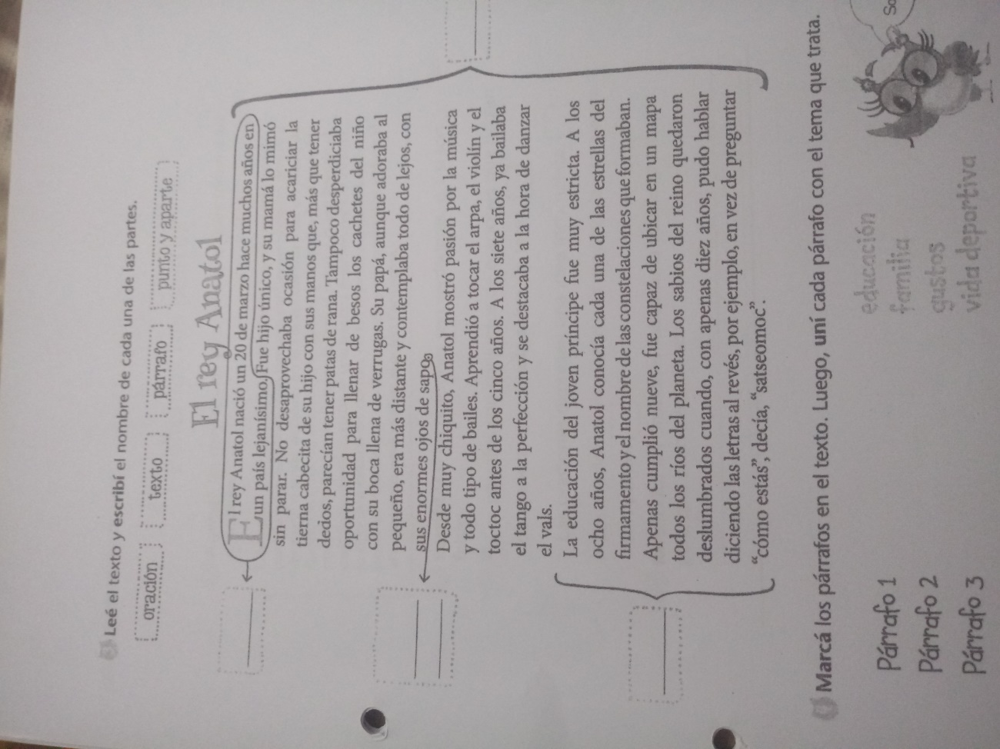 Leé el texto y escribí el nombre de cada una de las partes.
oración texto párrafo punto y aparte
El rey Anatol
El rey Anatol nació un 20 de marzo hace muchos años en
un país lejanísimo. Fue hijo único, y su mamá lo mimó
sin parar. No desaprovechaba ocasión para acariciar la
tierna cabecita de su hijo con sus manos que, más que tener
dedos, parecían tener patas de rana. Tampoco desperdiciaba
oportunidad para llenar de besos los cachetes del niño
con su boca llena de verrugas. Su papá, aunque adoraba al
pequeño, era más distante y contemplaba todo de lejos, con
sus enormes ojos de sapo.
Desde muy chiquito, Anatol mostró pasión por la música
y todo tipo de bailes. Aprendió a tocar el arpa, el violín y el
toctoc antes de los cinco años. A los siete años, ya bailaba
el tango a la perfección y se destacaba a la hora de danzar
el vals.
La educación del joven príncipe fue muy estricta. A los
ocho años, Anatol conocía cada una de las estrellas del
firmamento y el nombre de las constelaciones que formaban.
Apenas cumplió nueve, fue capaz de ubicar en un mapa
todos los ríos del planeta. Los sabios del reino quedaron
deslumbrados cuando, con apenas diez años, pudo hablar
diciendo las letras al revés, por ejemplo, en vez de preguntar
“cómo estás”, decía, “satseomoc”.
Marcá los párrafos en el texto. Luego, uní cada párrafo con el tema que trata.
Párrafo 1
Párrafo 2
Párrafo 3
educación
familia
gustos
vida deportiva